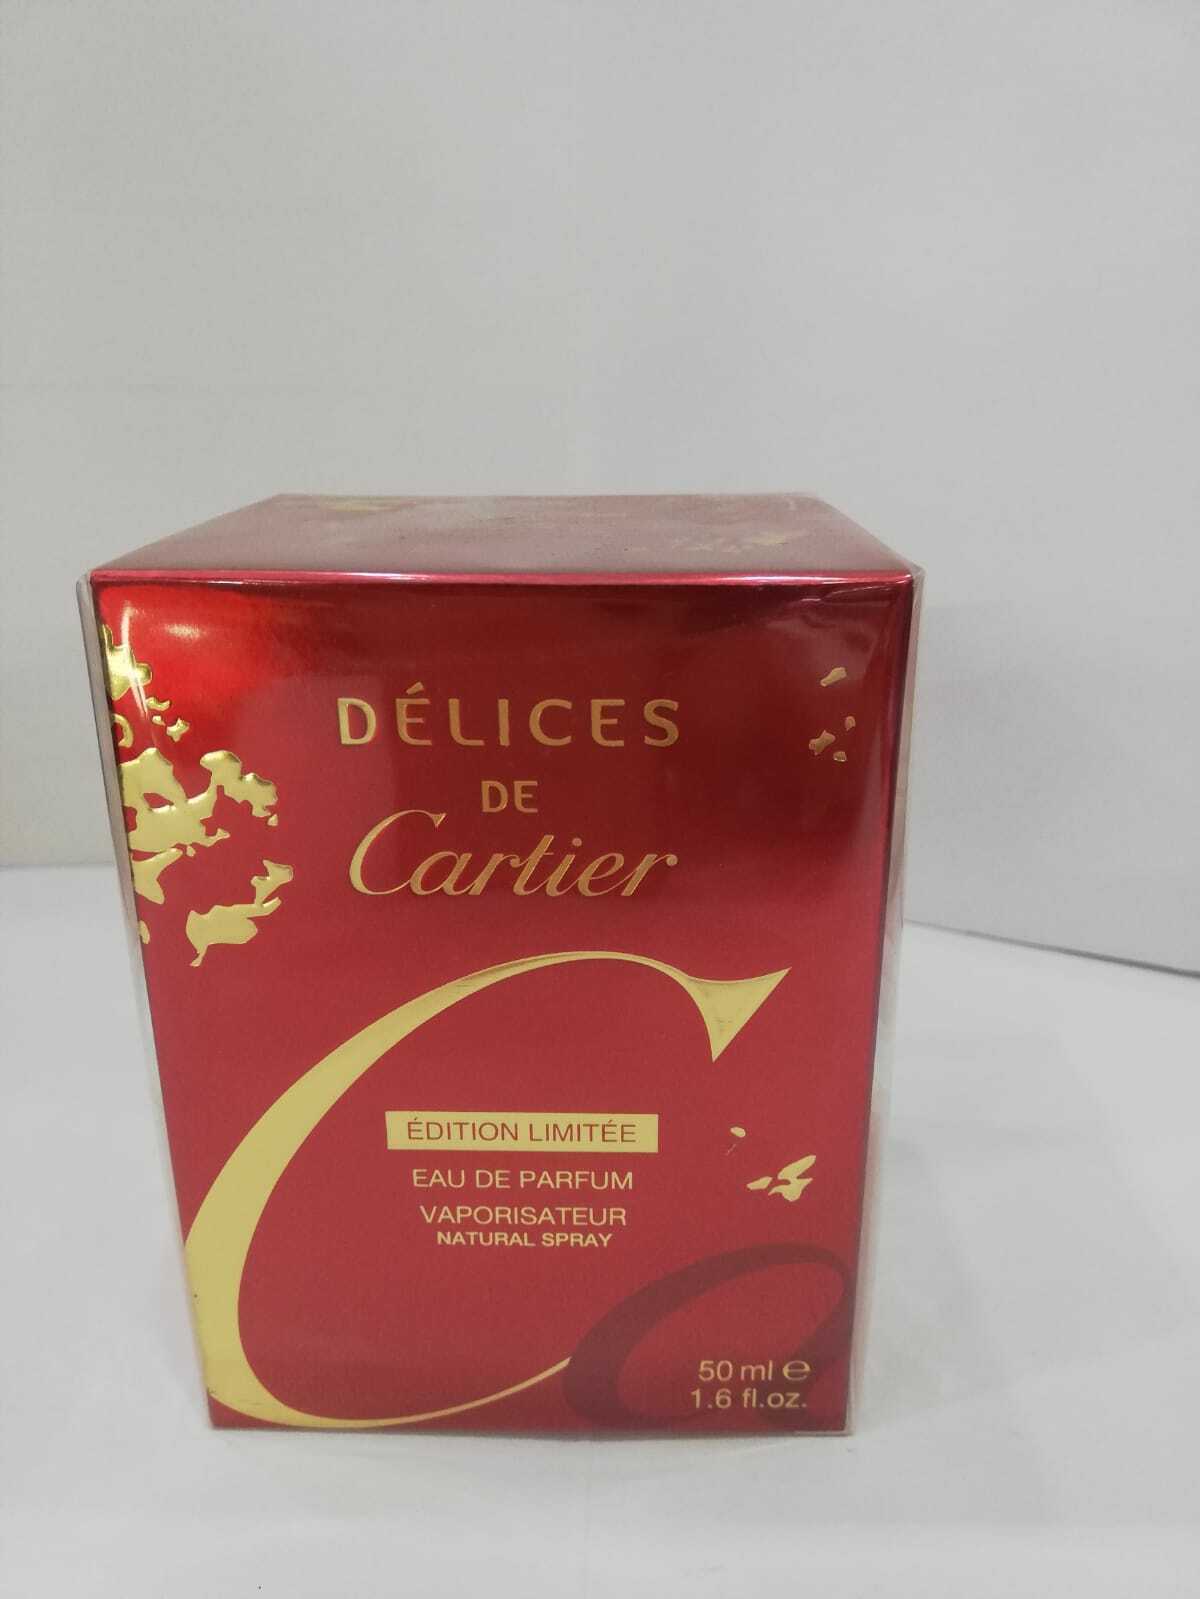 DÉLICES
DE
Cartier
ÉDITION LIMITÉE
EAU DE PARFUM
VAPORISATEUR
NATURAL SPRAY
50 ml ℮
1.6 fl.oz.